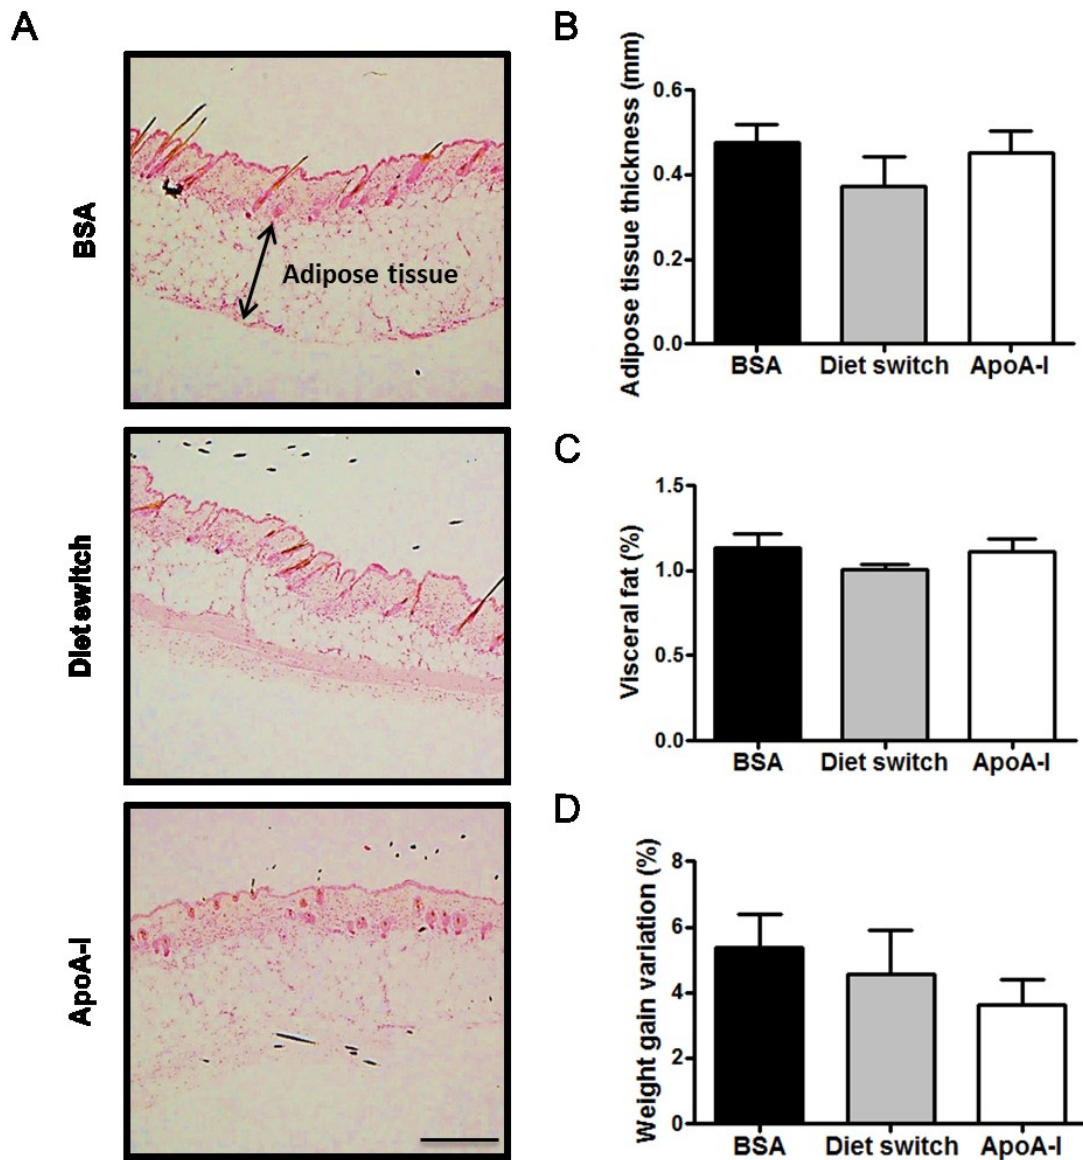 A
BSA
Adipose tissue
Diet switch
ApoA-I
B
Adipose tissue thickness (mm)
0.6
0.4
0.2
0.0
BSA Diet switch ApoA-I
C
Visceral fat (%)
1.5
1.0
0.5
0.0
BSA Diet switch ApoA-I
D
Weight gain variation (%)
8
6
4
2
0
BSA Diet switch ApoA-I